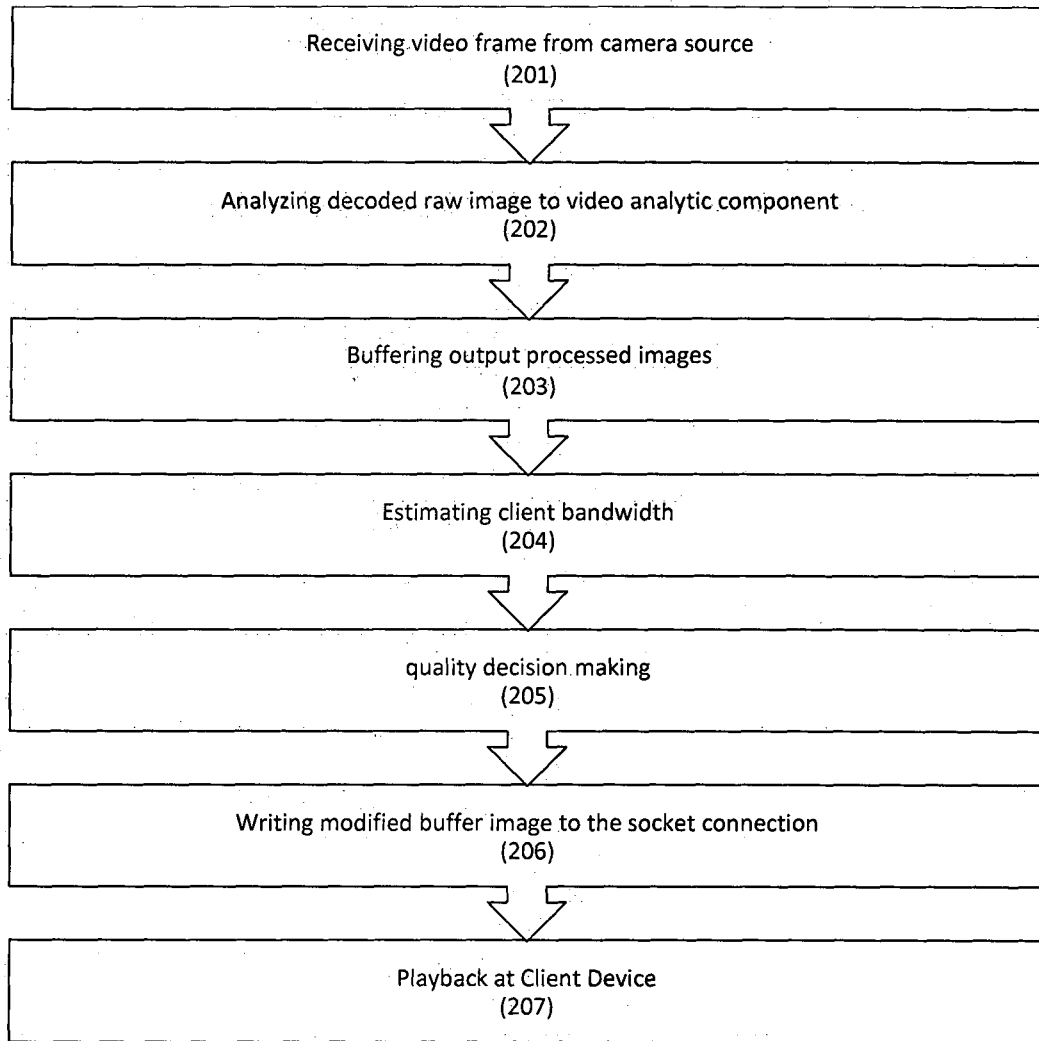 Receiving video frame from camera source
(201)
Analyzing decoded raw image to video analytic component
(202)
Buffering output processed images
(203)
Estimating client bandwidth
(204)
quality decision making
(205)
Writing modified buffer image to the socket connection
(206)
Playback at Client Device
(207)